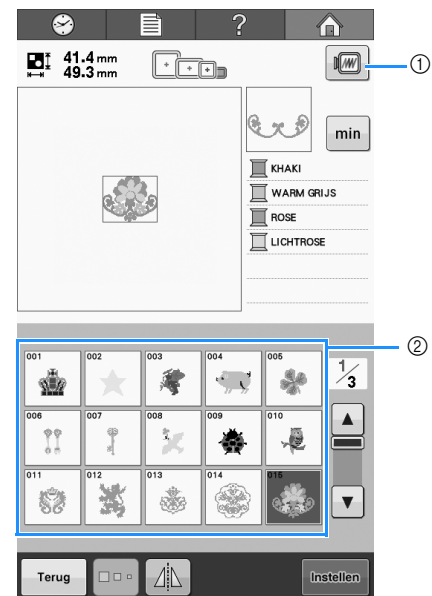 ?
41.4 mm
49.3 mm
①
min
KHAKI
WARM GRIJS
ROSE
LICHTROSE
②
001 002 003 004 005
1/3
006 007 008 009 010
011 012 013 014 015
Terug
Instellen